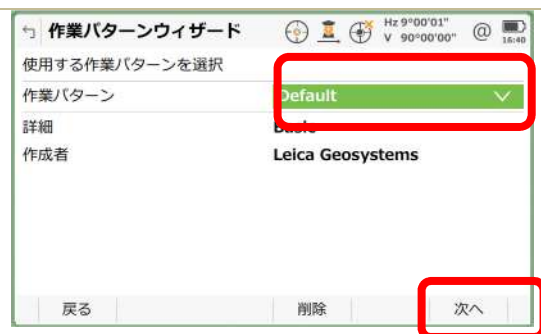 作業パターンウィザード
Hz 9°00'01"
V 90°00'00"
@
16:40
使用する作業パターンを選択
作業パターン Default
詳細 Basic
作成者 Leica Geosystems
戻る 削除 次へ